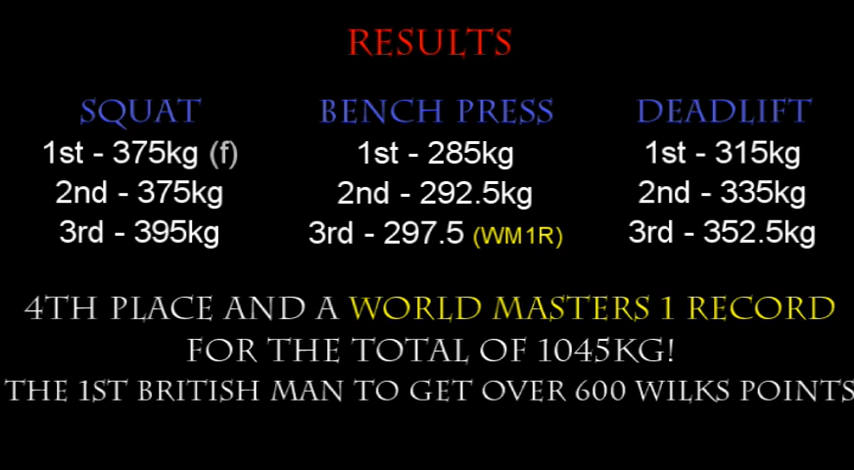 RESULTS
SQUAT BENCH PRESS DEADLIFT
1st - 375kg (f) 1st - 285kg 1st - 315kg
2nd - 375kg 2nd - 292.5kg 2nd - 335kg
3rd - 395kg 3rd - 297.5 (WM1R) 3rd - 352.5kg
4TH PLACE AND A WORLD MASTERS 1 RECORD
FOR THE TOTAL OF 1045KG!
THE 1ST BRITISH MAN TO GET OVER 600 WILKS POINTS